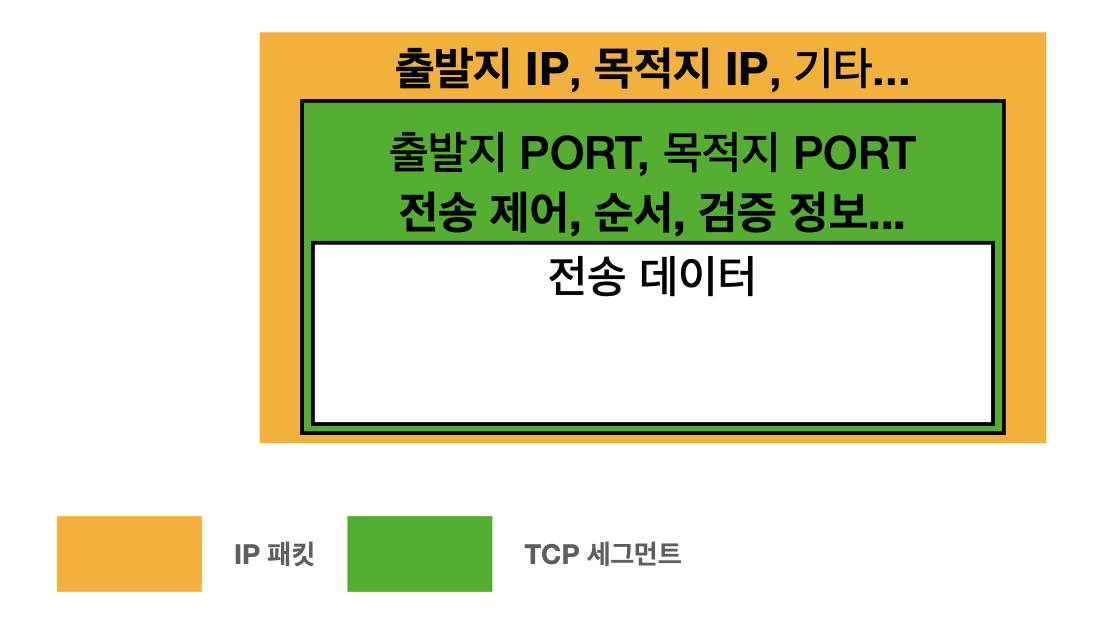 출발지 IP, 목적지 IP, 기타...
출발지 PORT, 목적지 PORT
전송 제어, 순서, 검증 정보...
전송 데이터
IP 패킷
TCP 세그먼트